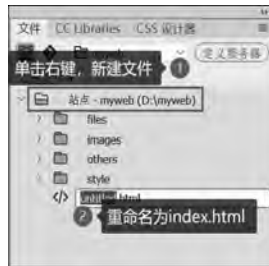 文件 CC Libraries CSS 设计器
myweb 定义服务器
单击右键，新建文件 1
站点 - myweb (D:\myweb)
files
images
others
style
</> untitled.html
2 重命名为index.html